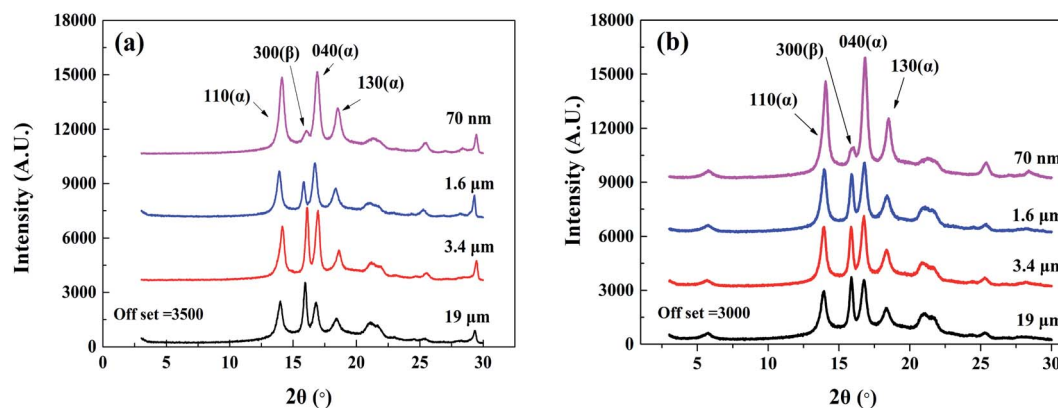 (a)
18000
15000
12000
9000
6000
3000
0
Intensity (A.U.)
040(α)
300(β)
130(α)
110(α)
70 nm
1.6 μm
3.4 μm
19 μm
Off set =3500
0 5 10 15 20 25 30
2θ (°)
(b)
18000
15000
12000
9000
6000
3000
0
Intensity (A.U.)
040(α)
300(β)
130(α)
110(α)
70 nm
1.6 μm
3.4 μm
19 μm
Off set =3000
5 10 15 20 25 30
2θ (°)